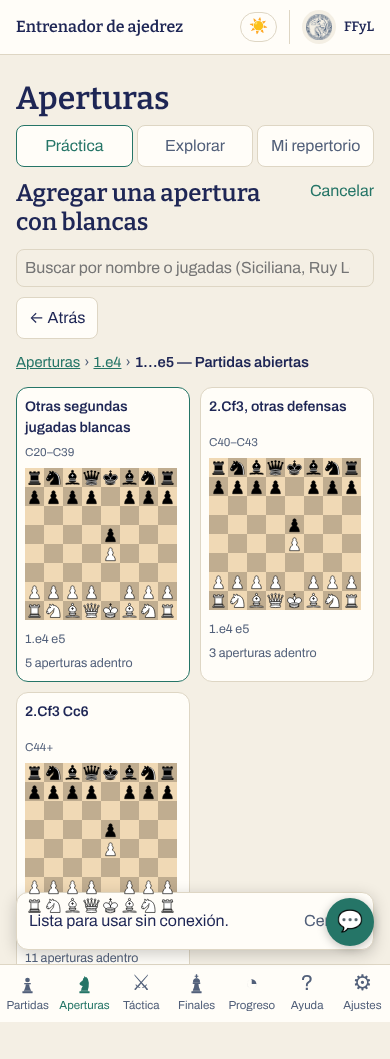 Entrenador de ajedrez
FFyL
Aperturas
Práctica
Explorar
Mi repertorio
Agregar una apertura con blancas
Cancelar
Buscar por nombre o jugadas (Siciliana, Ruy L
← Atrás
Aperturas › 1.e4 › 1…e5 — Partidas abiertas
Otras segundas jugadas blancas
C20–C39
1.e4 e5
5 aperturas adentro
2.Cf3, otras defensas
C40–C43
1.e4 e5
3 aperturas adentro
2.Cf3 Cc6
C44+
Lista para usar sin conexión.
11 aperturas adentro
Partidas
Aperturas
Táctica
Finales
Progreso
? Ayuda
Ajustes